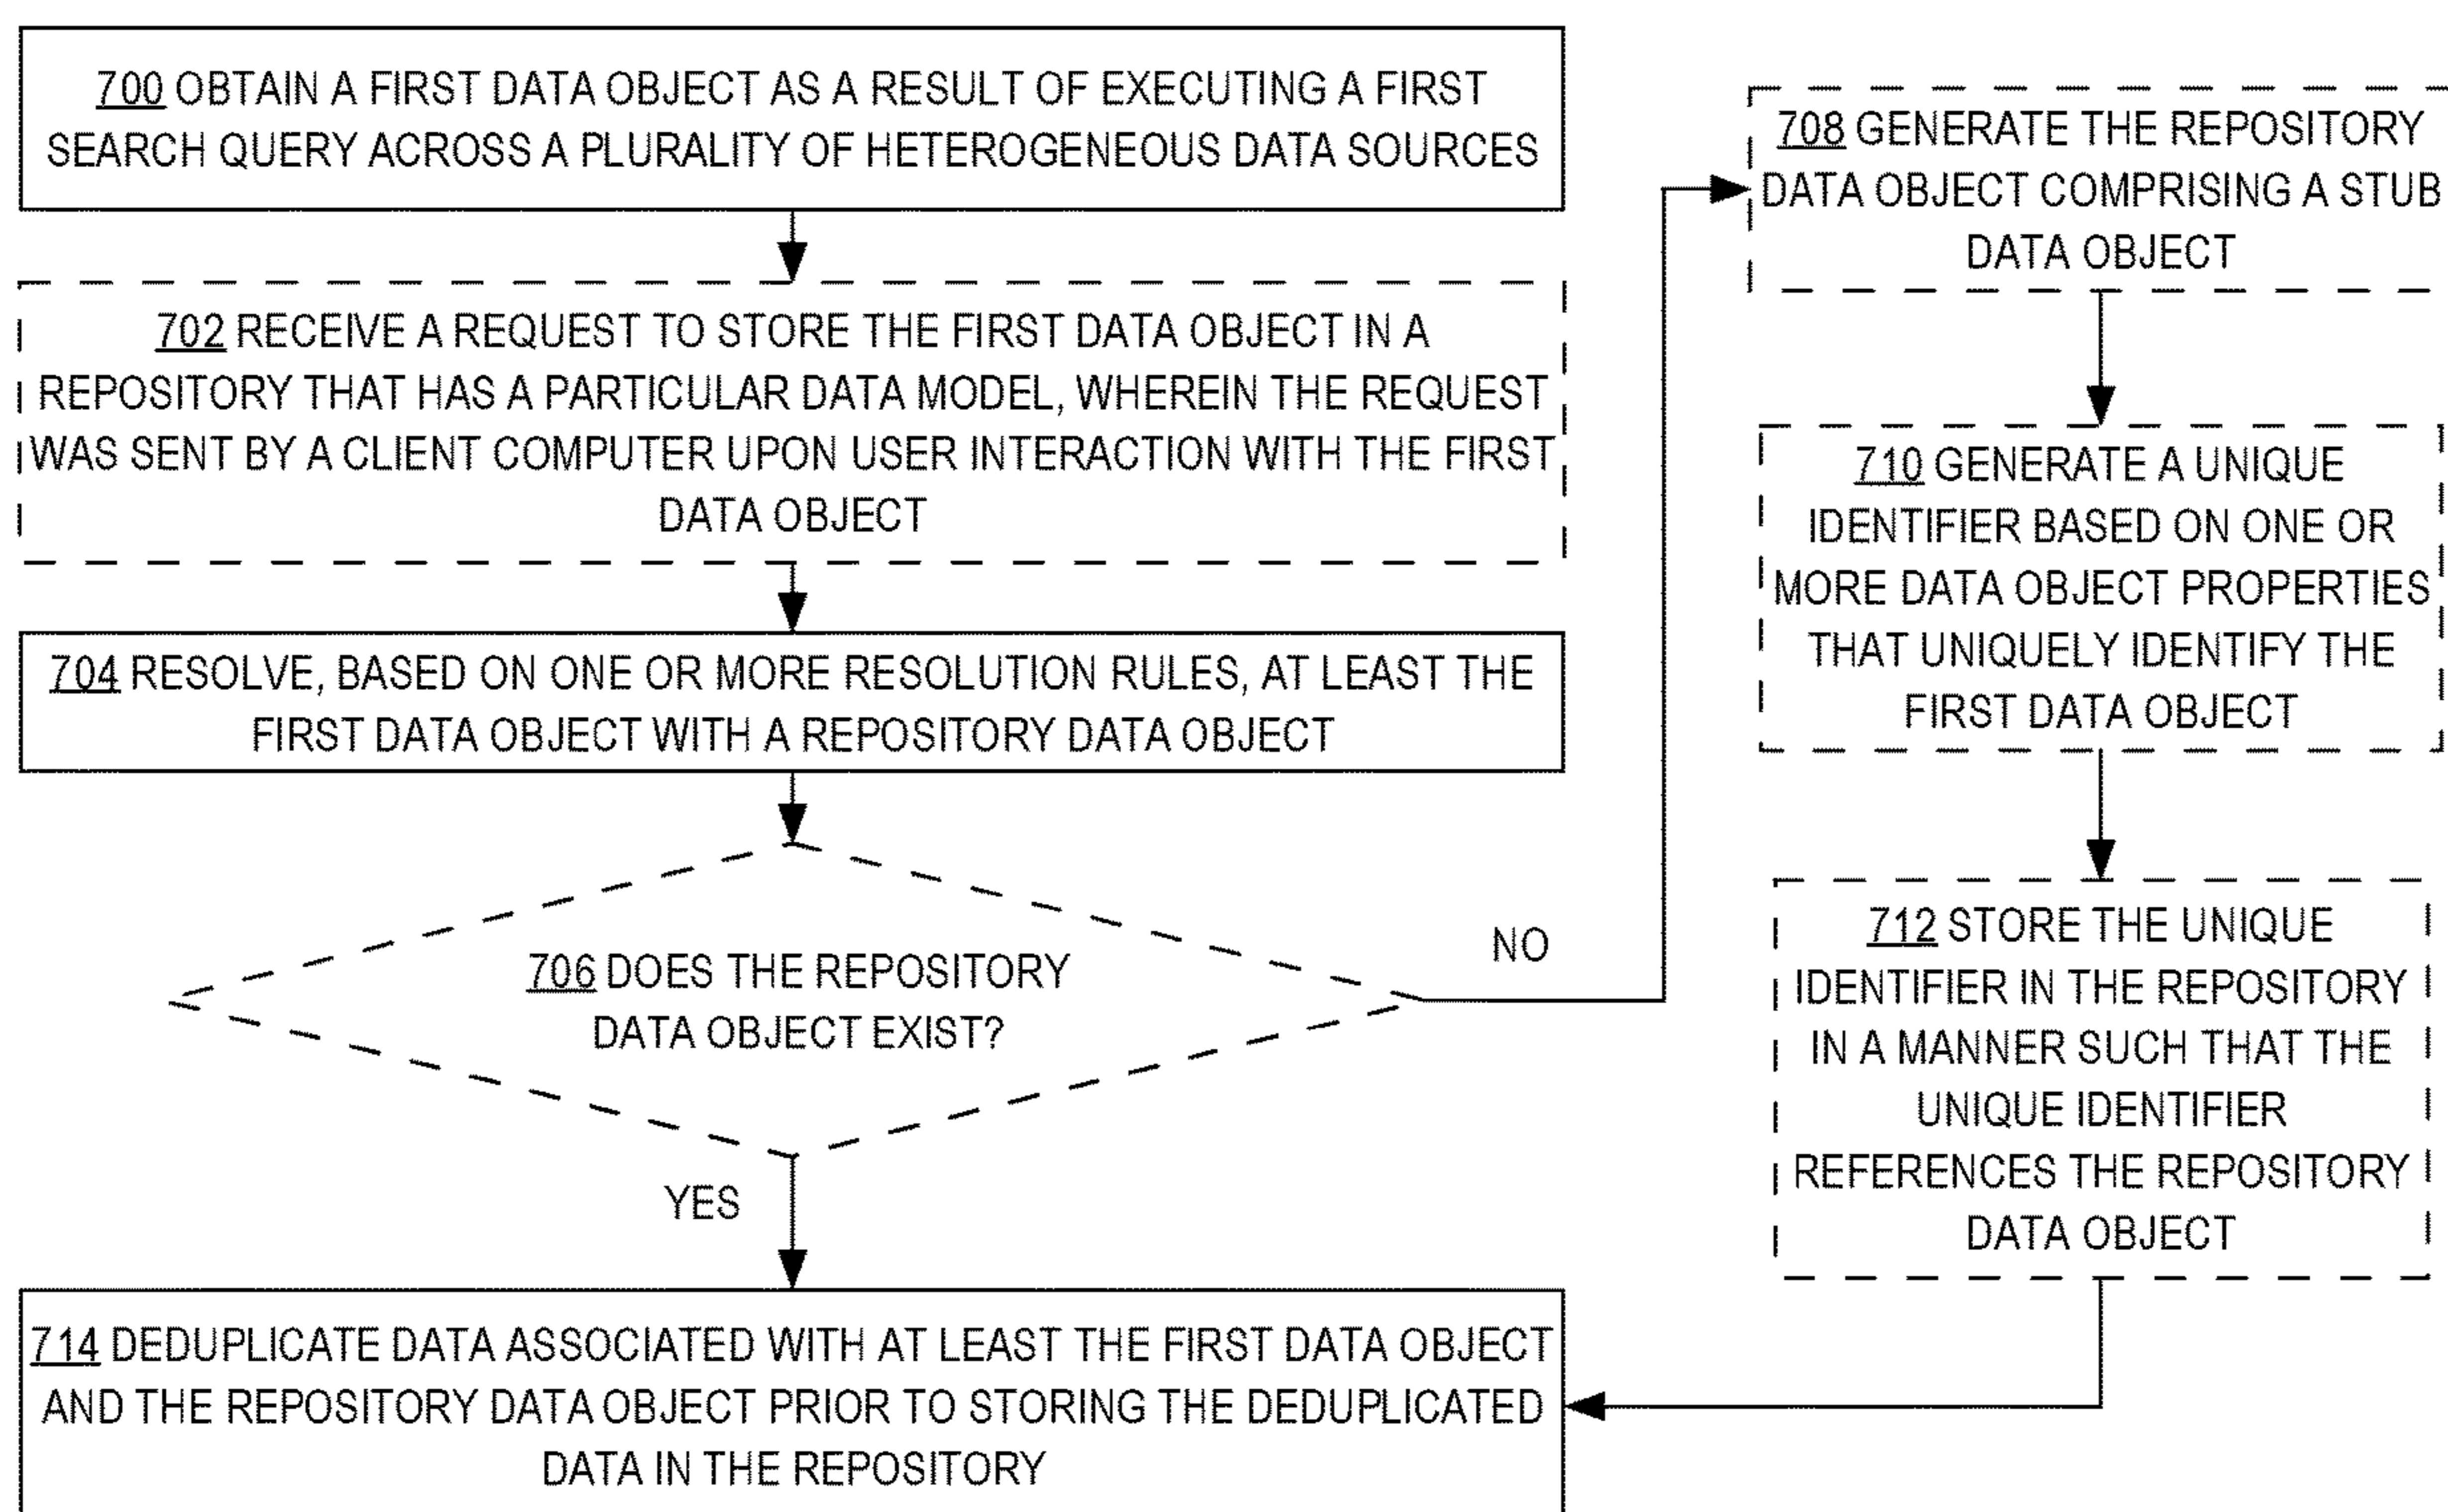 700 OBTAIN A FIRST DATA OBJECT AS A RESULT OF EXECUTING A FIRST
SEARCH QUERY ACROSS A PLURALITY OF HETEROGENEOUS DATA SOURCES
702 RECEIVE A REQUEST TO STORE THE FIRST DATA OBJECT IN A
REPOSITORY THAT HAS A PARTICULAR DATA MODEL, WHEREIN THE REQUEST
WAS SENT BY A CLIENT COMPUTER UPON USER INTERACTION WITH THE FIRST
DATA OBJECT
704 RESOLVE, BASED ON ONE OR MORE RESOLUTION RULES, AT LEAST THE
FIRST DATA OBJECT WITH A REPOSITORY DATA OBJECT
706 DOES THE REPOSITORY
DATA OBJECT EXIST?
NO
YES
708 GENERATE THE REPOSITORY
DATA OBJECT COMPRISING A STUB
DATA OBJECT
710 GENERATE A UNIQUE
IDENTIFIER BASED ON ONE OR
MORE DATA OBJECT PROPERTIES
THAT UNIQUELY IDENTIFY THE
FIRST DATA OBJECT
712 STORE THE UNIQUE
IDENTIFIER IN THE REPOSITORY
IN A MANNER SUCH THAT THE
UNIQUE IDENTIFIER
REFERENCES THE REPOSITORY
DATA OBJECT
714 DEDUPLICATE DATA ASSOCIATED WITH AT LEAST THE FIRST DATA OBJECT
AND THE REPOSITORY DATA OBJECT PRIOR TO STORING THE DEDUPLICATED
DATA IN THE REPOSITORY